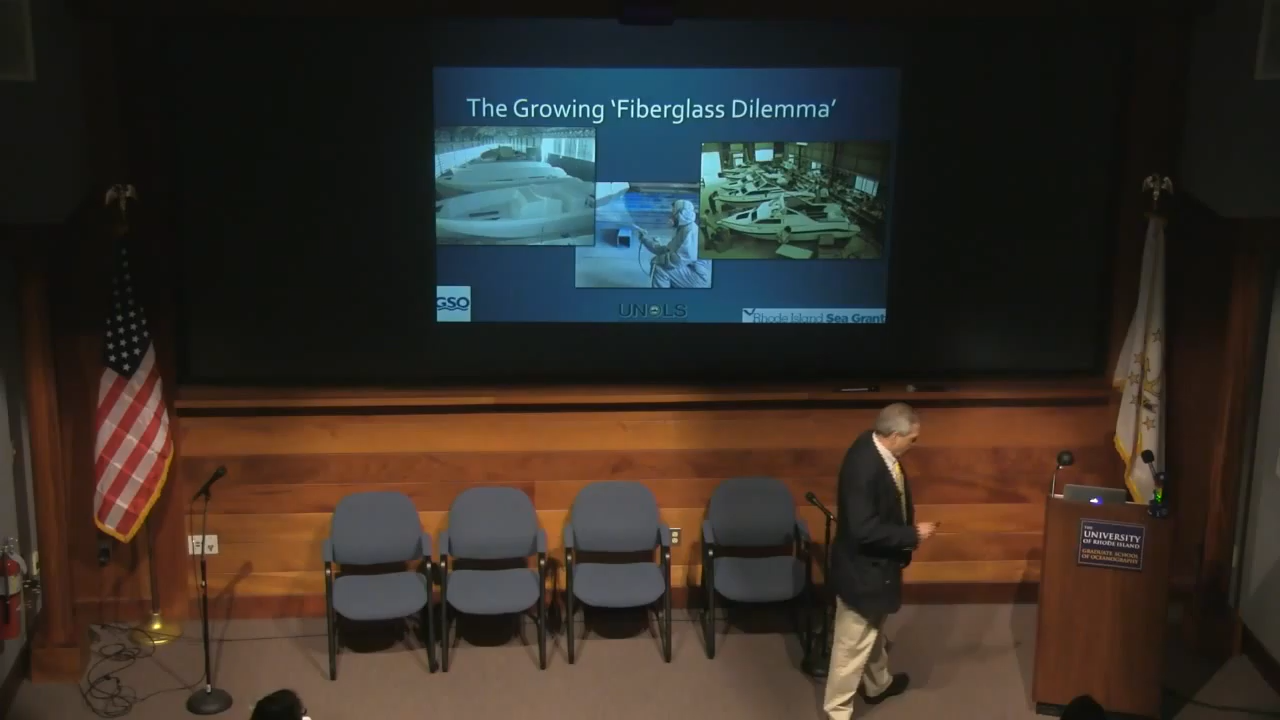 The Growing ‘Fiberglass Dilemma’
GSO
UNOLS
Rhode Island Sea Grant
THE
UNIVERSITY
OF RHODE ISLAND
GRADUATE SCHOOL
OF OCEANOGRAPHY